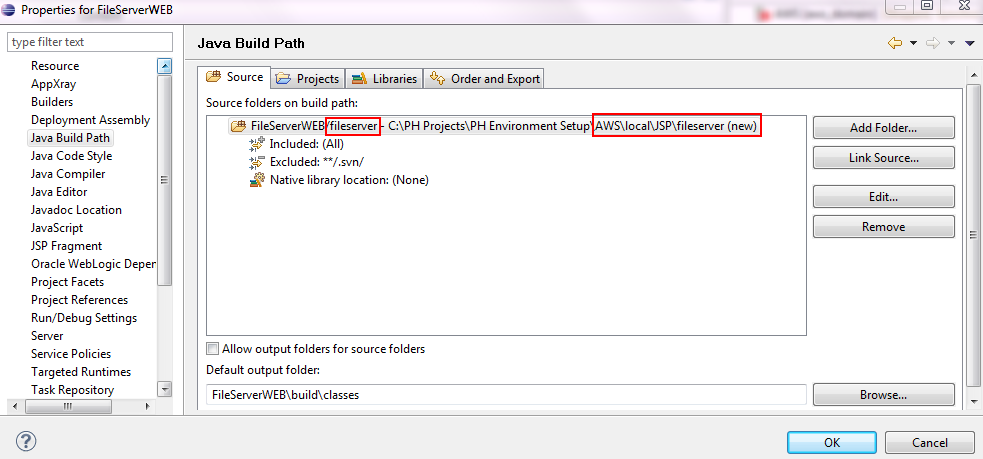 Properties for FileServerWEB
type filter text
Resource
AppXray
Builders
Deployment Assembly
Java Build Path
Java Code Style
Java Compiler
Java Editor
Javadoc Location
JavaScript
JSP Fragment
Oracle WebLogic Deper
Project Facets
Project References
Run/Debug Settings
Server
Service Policies
Targeted Runtimes
Task Repository
Java Build Path
Source
Projects
Libraries
Order and Export
Source folders on build path:
FileServerWEB/fileserver - C:\PH Projects\PH Environment Setup\AWS\local\JSP\fileserver (new)
Included: (All)
Excluded: **/.svn/
Native library location: (None)
Add Folder...
Link Source...
Edit...
Remove
Allow output folders for source folders
Default output folder:
FileServerWEB\build\classes
Browse...
OK
Cancel